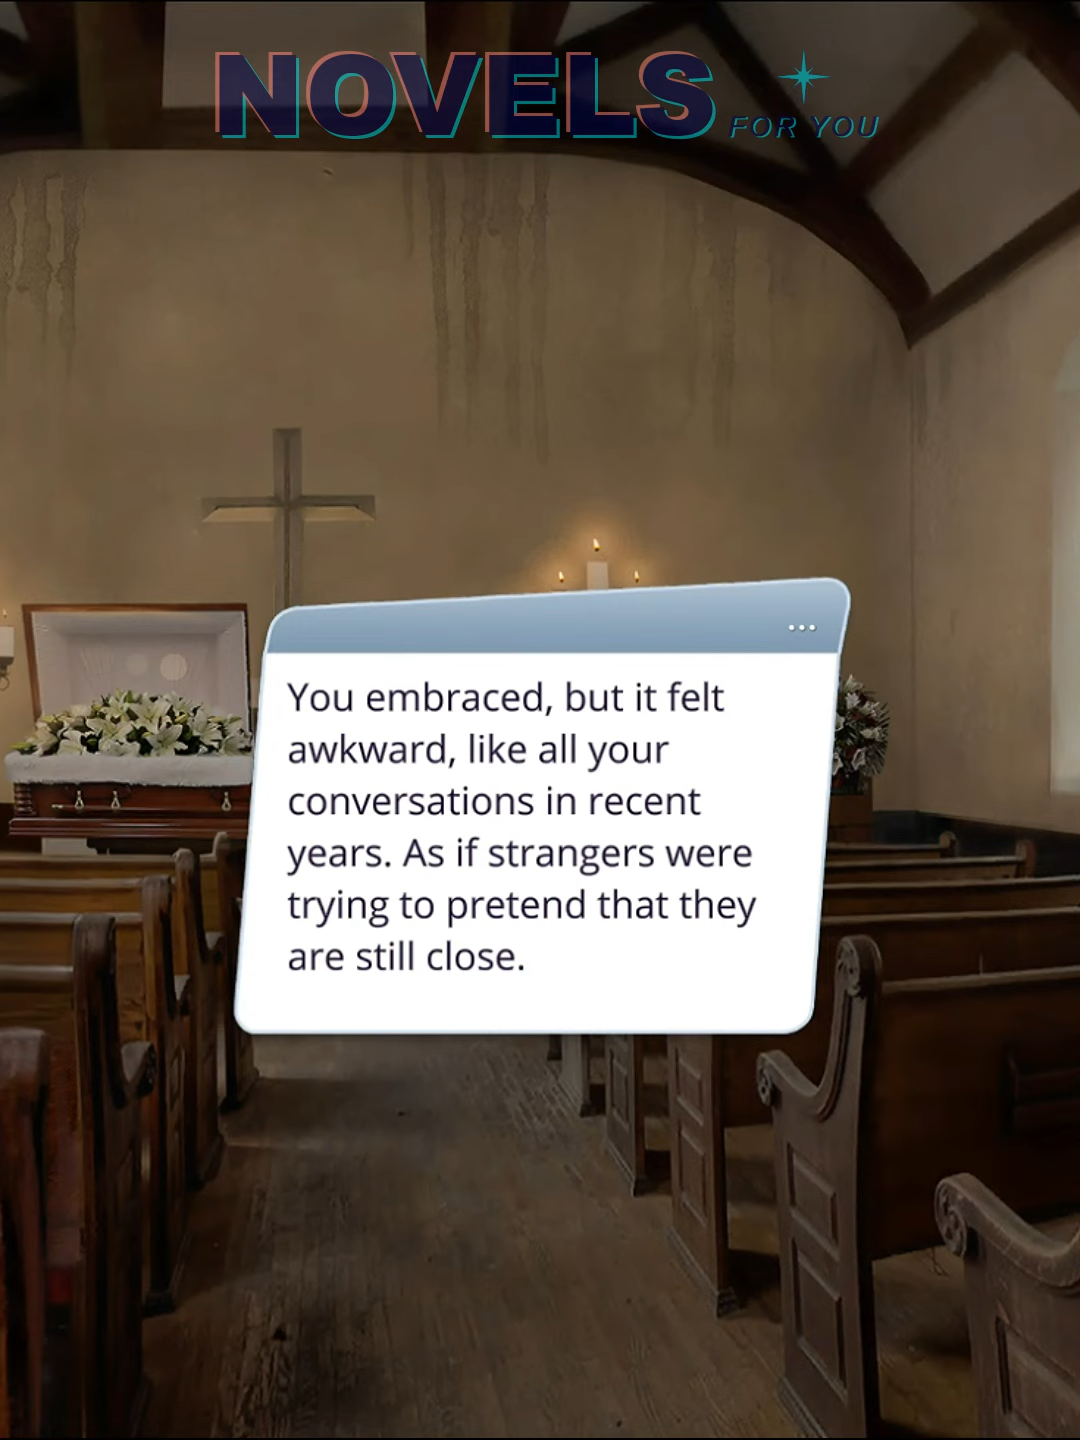 NOVELS
FOR YOU
You embraced, but it felt
awkward, like all your
conversations in recent
years. As if strangers were
trying to pretend that they
are still close.